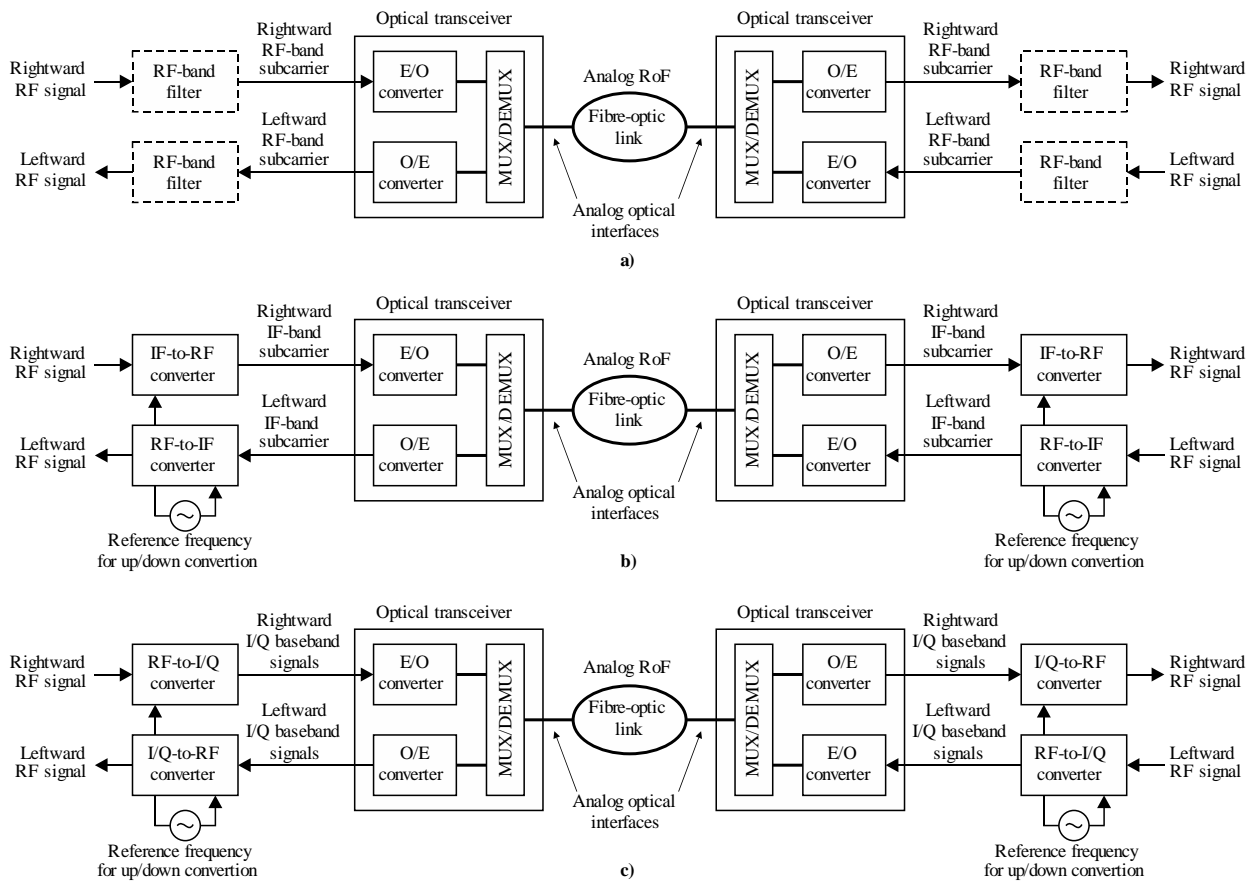 Optical transceiver
Optical transceiver
Rightward
RF-band
subcarrier
Rightward
RF-band
subcarrier
Rightward
RF signal
RF-band
filter
E/O
converter
MUX/DEMUX
Analog RoF
Fibre-optic
link
MUX/DEMUX
O/E
converter
RF-band
filter
Rightward
RF signal
Leftward
RF signal
RF-band
filter
Leftward
RF-band
subcarrier
O/E
converter
E/O
converter
Leftward
RF-band
subcarrier
RF-band
filter
Leftward
RF signal
Analog optical
interfaces
a)
Optical transceiver
Optical transceiver
Rightward
IF-band
subcarrier
Rightward
IF-band
subcarrier
Rightward
RF signal
IF-to-RF
converter
E/O
converter
MUX/DEMUX
Analog RoF
Fibre-optic
link
MUX/DEMUX
O/E
converter
IF-to-RF
converter
Rightward
RF signal
Leftward
RF signal
RF-to-IF
converter
Leftward
IF-band
subcarrier
O/E
converter
E/O
converter
Leftward
IF-band
subcarrier
RF-to-IF
converter
Leftward
RF signal
Analog optical
interfaces
Reference frequency
for up/down convertion
Reference frequency
for up/down convertion
b)
Optical transceiver
Optical transceiver
Rightward
I/Q baseband
signals
Rightward
I/Q baseband
signals
Rightward
RF signal
RF-to-I/Q
converter
E/O
converter
MUX/DEMUX
Analog RoF
Fibre-optic
link
MUX/DEMUX
O/E
converter
I/Q-to-RF
converter
Rightward
RF signal
Leftward
RF signal
I/Q-to-RF
converter
Leftward
I/Q baseband
signals
O/E
converter
E/O
converter
Leftward
I/Q baseband
signals
RF-to-I/Q
converter
Leftward
RF signal
Analog optical
interfaces
Reference frequency
for up/down convertion
Reference frequency
for up/down convertion
c)